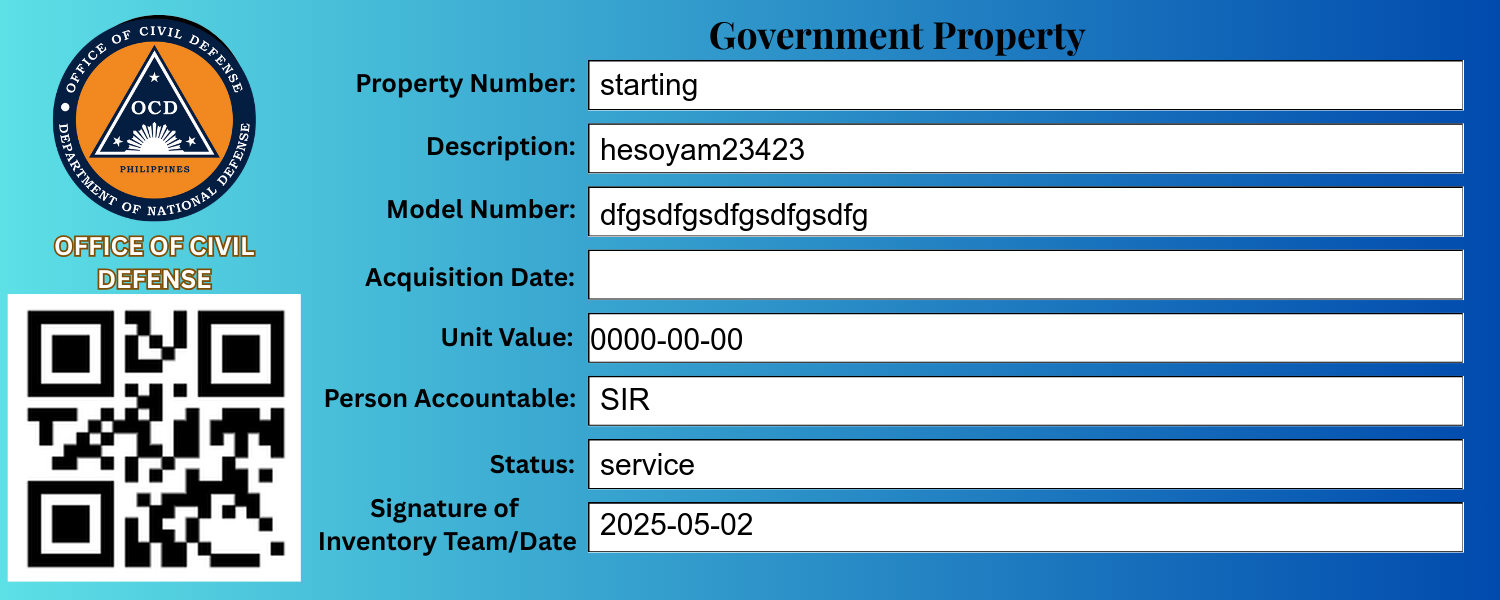 OFFICE OF CIVIL DEFENSE
DEPARTMENT OF NATIONAL DEFENSE
OCD
PHILIPPINES
OFFICE OF CIVIL
DEFENSE
Government Property
Property Number: starting
Description: hesoyam23423
Model Number: dfgsdfgsdfgsdfgsdfg
Acquisition Date:
Unit Value: 0000-00-00
Person Accountable: SIR
Status: service
Signature of
Inventory Team/Date 2025-05-02